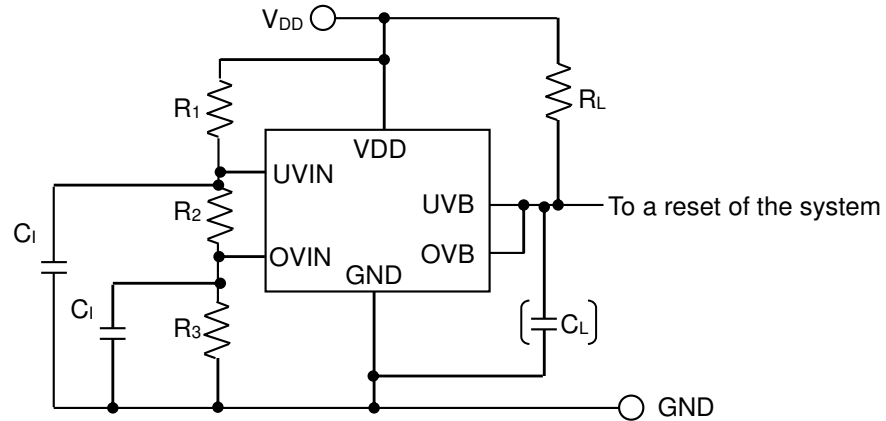 VDD
R1
RL
VDD
UVIN
UVB
To a reset of the system
R2
CI
OVIN
OVB
GND
CI
R3
CL
GND